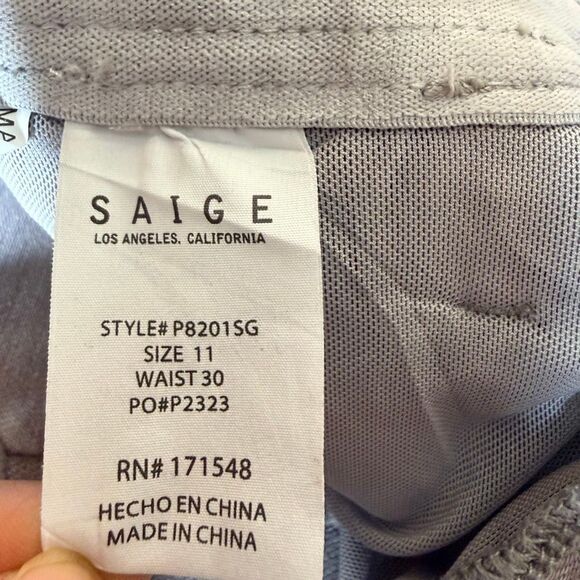 SAIGE
LOS ANGELES. CALIFORNIA
STYLE# P8201SG
SIZE 11
WAIST 30
PO#P2323
RN# 171548
HECHO EN CHINA
MADE IN CHINA